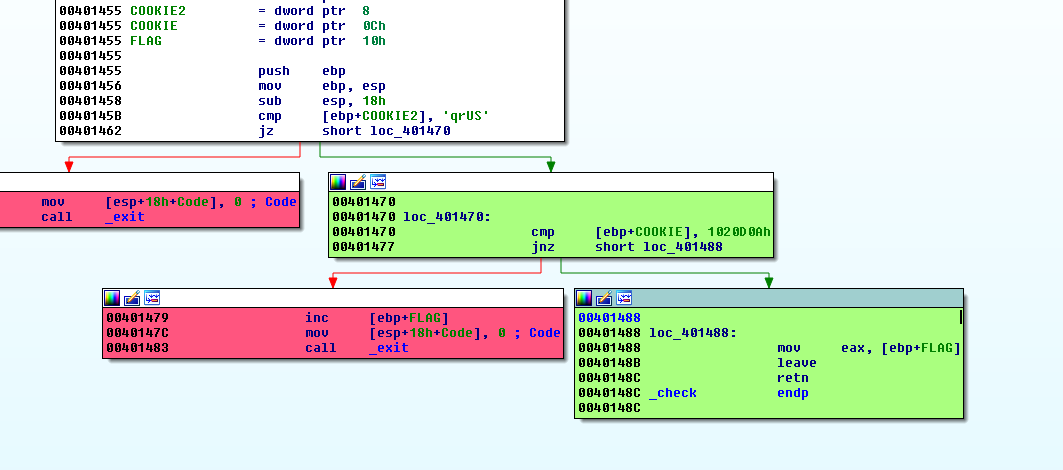 00401455 COOKIE2 = dword ptr 8
00401455 COOKIE = dword ptr 0Ch
00401455 FLAG = dword ptr 10h
00401455
00401455 push ebp
00401456 mov ebp, esp
00401458 sub esp, 18h
0040145B cmp [ebp+COOKIE2], 'qrUS'
00401462 jz short loc_401470
mov [esp+18h+Code], 0 ; Code
call _exit
00401470
00401470 loc_401470:
00401470 cmp [ebp+COOKIE], 1020D0Ah
00401477 jnz short loc_401488
00401479 inc [ebp+FLAG]
0040147C mov [esp+18h+Code], 0 ; Code
00401483 call _exit
00401488
00401488 loc_401488:
00401488 mov eax, [ebp+FLAG]
0040148B leave
0040148C retn
0040148C _check endp
0040148C